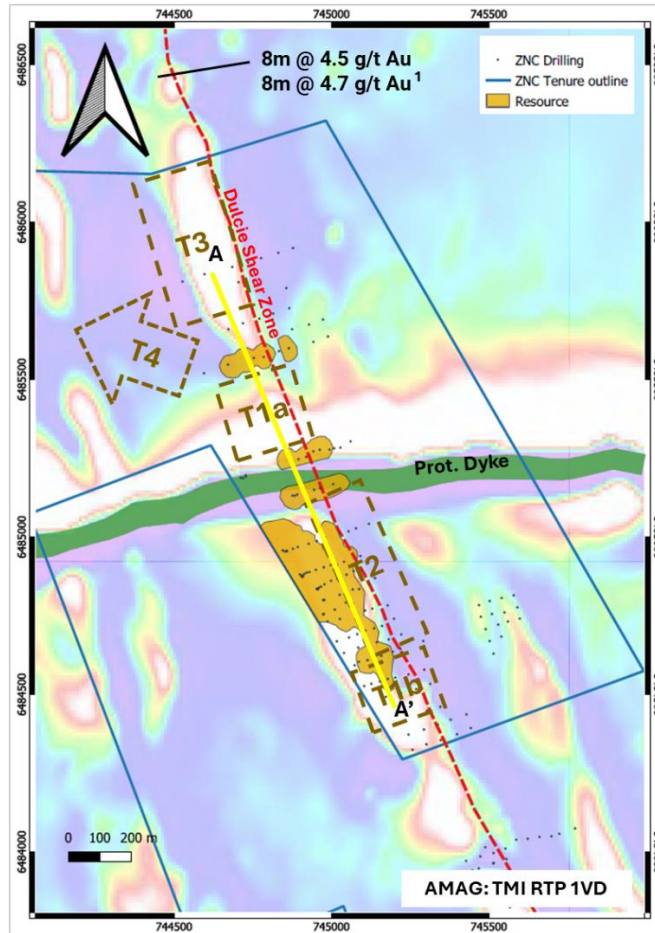 744500 745000 745500
8m @ 4.5 g/t Au
8m @ 4.7 g/t Au¹
ZNC Drilling
ZNC Tenure outline
Resource
6486500
6486000
6485500
6485000
6484500
6484000
T3
A
Dulcie Shear Zone
T4
T1a
Prot. Dyke
T2
T1b
A'
0 100 200 m
AMAG: TMI RTP 1VD
744500 745000 745500